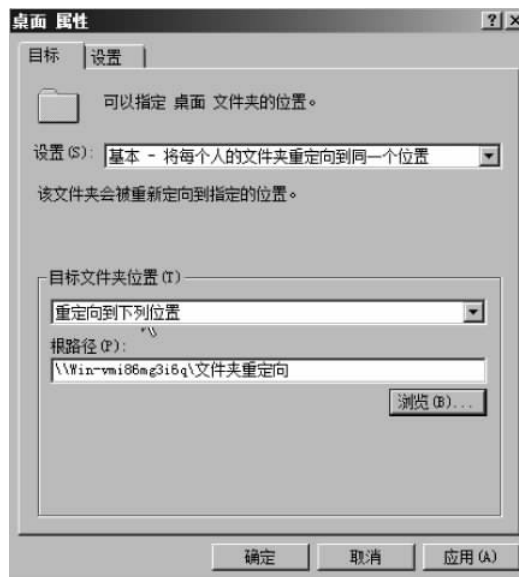 桌面 属性
目标
设置
可以指定 桌面 文件夹的位置。
设置(S):
基本 - 将每个人的文件夹重定向到同一个位置
该文件夹会被重新定向到指定的位置。
目标文件夹位置(T)
重定向到下列位置
根路径(P):
\\Win-vmi86mg3i6q\文件夹重定向
浏览(B)...
确定
取消
应用(A)